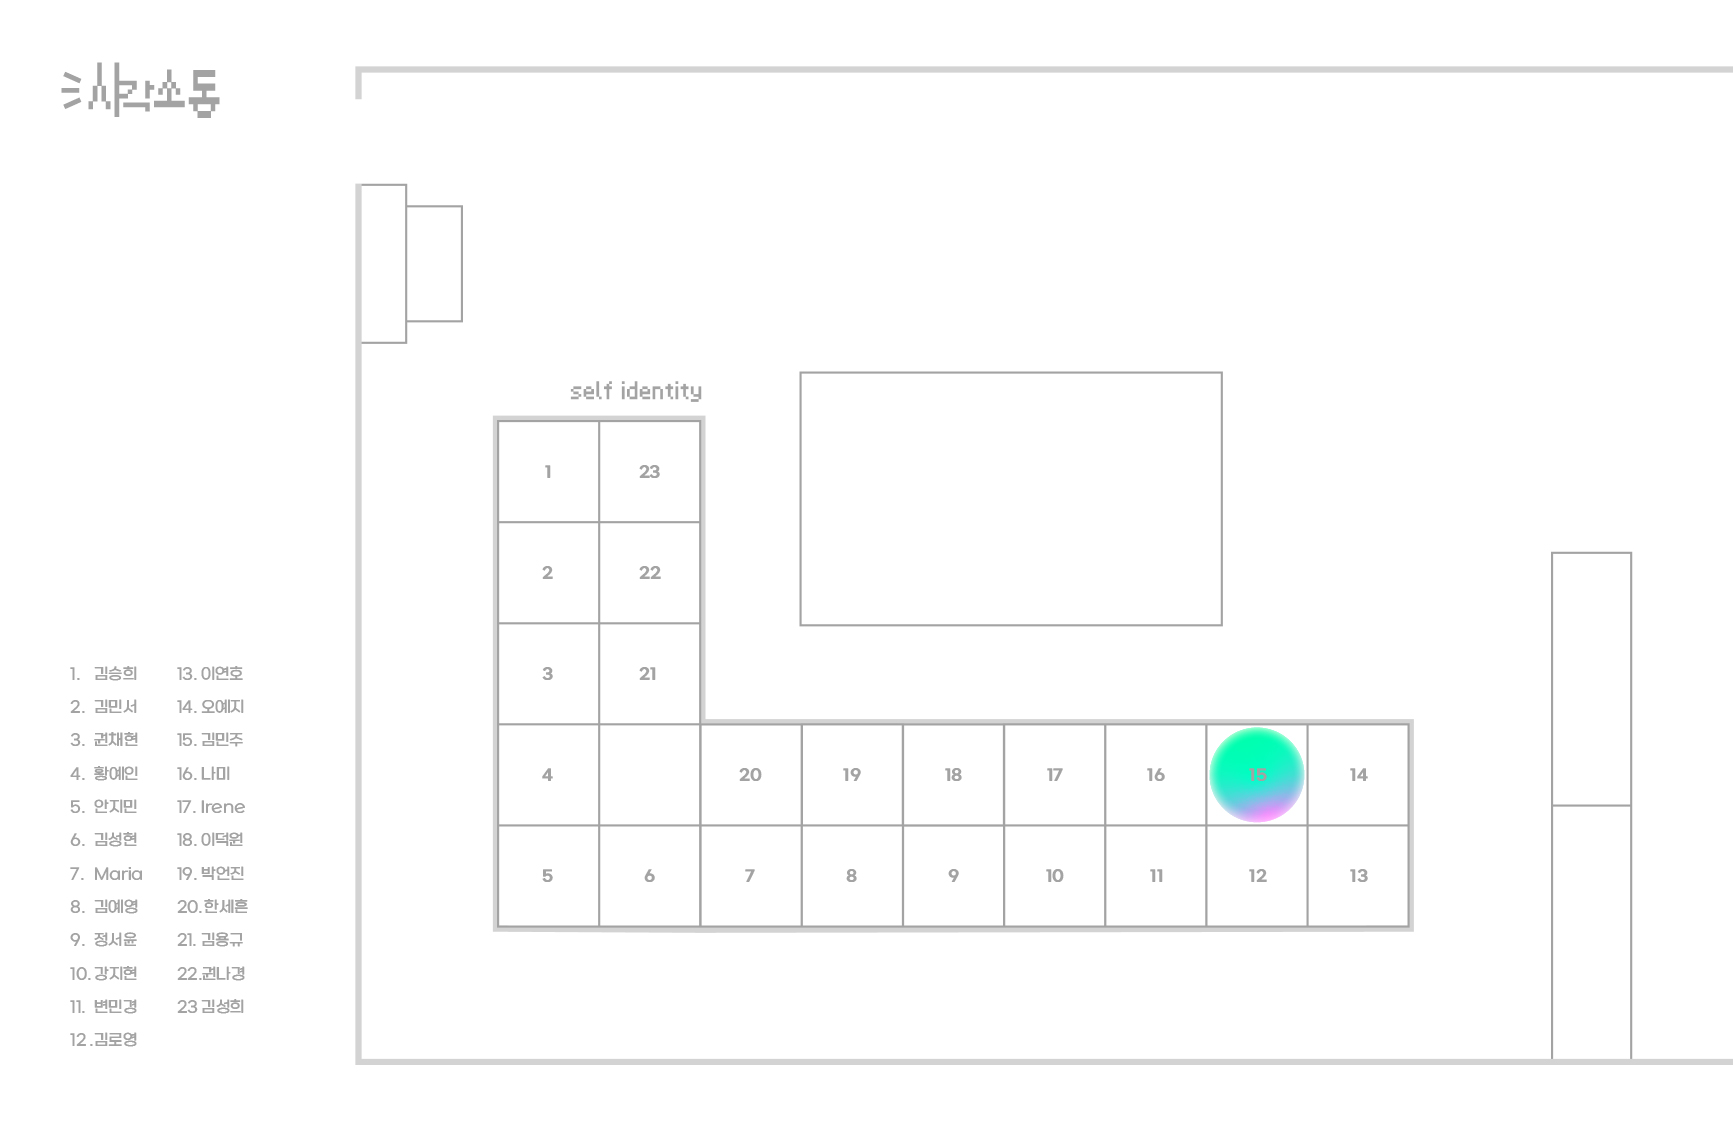 사각소동
self identity
1 23
2 22
3 21
4 20 19 18 17 16 15 14
5 6 7 8 9 10 11 12 13
1. 김승희
2. 김민서
3. 권채현
4. 황예인
5. 안지민
6. 김성현
7. Maria
8. 김예영
9. 정서윤
10. 강지현
11. 변민경
12 .김로영
13. 이연호
14. 오예지
15. 김민주
16. 나미
17. Irene
18. 이덕원
19. 박언진
20.한세흔
21. 김용규
22.권나경
23 김성희